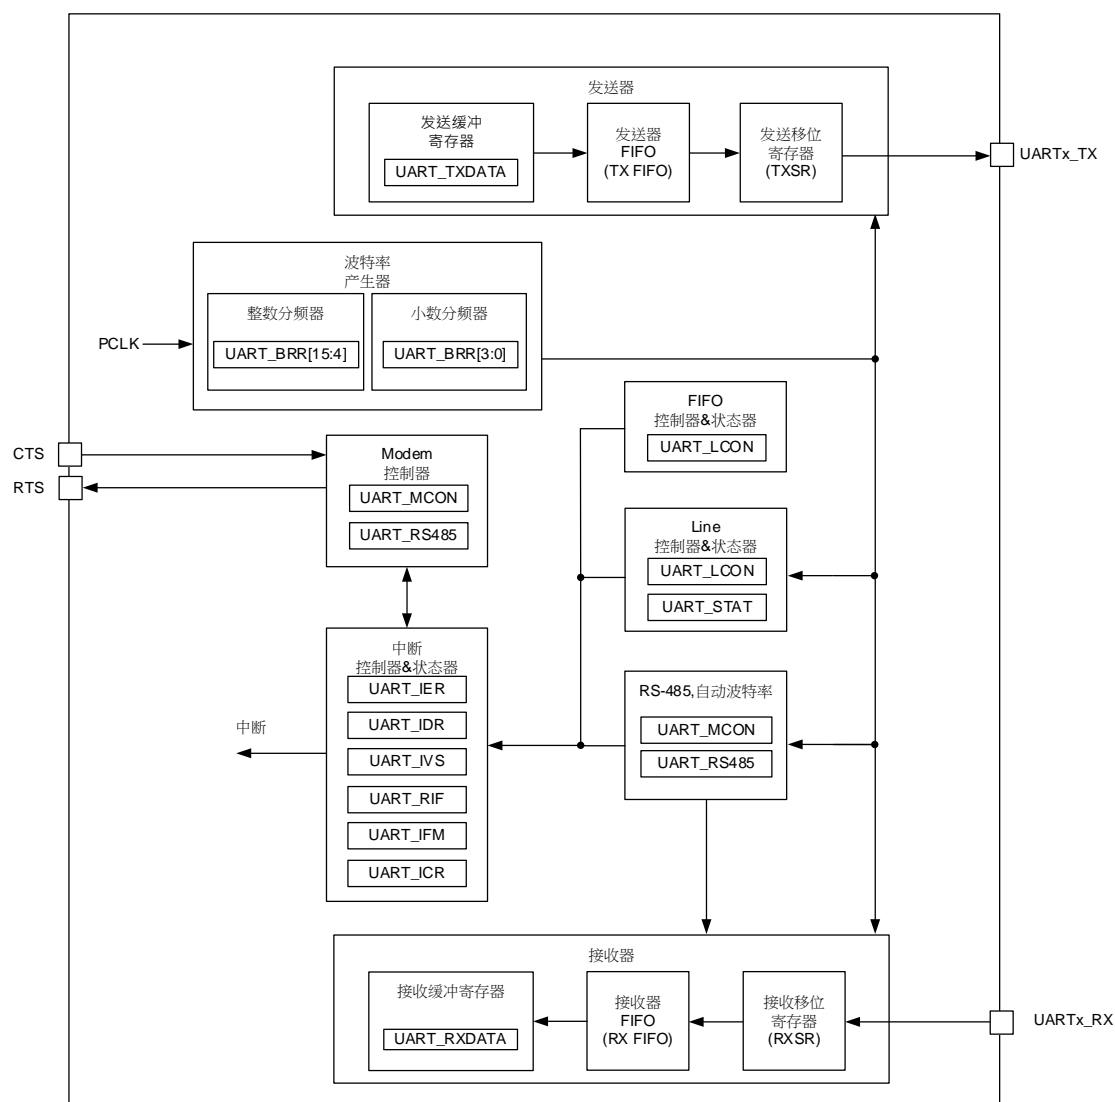 发送器
发送缓冲
寄存器
UART_TXDATA
发送器
FIFO
(TX FIFO)
发送移位
寄存器
(TXSR)
UARTx_TX
波特率
产生器
整数分频器
UART_BRR[15:4]
小数分频器
UART_BRR[3:0]
PCLK
FIFO
控制器&状态器
UART_LCON
CTS
RTS
Modem
控制器
UART_MCON
UART_RS485
Line
控制器&状态器
UART_LCON
UART_STAT
中断
控制器&状态器
UART_IER
UART_IDR
UART_IVS
UART_RIF
UART_IFM
UART_ICR
中断
RS-485,自动波特率
UART_MCON
UART_RS485
接收器
接收缓冲寄存器
UART_RXDATA
接收器
FIFO
(RX FIFO)
接收移位
寄存器
(RXSR)
UARTx_RX